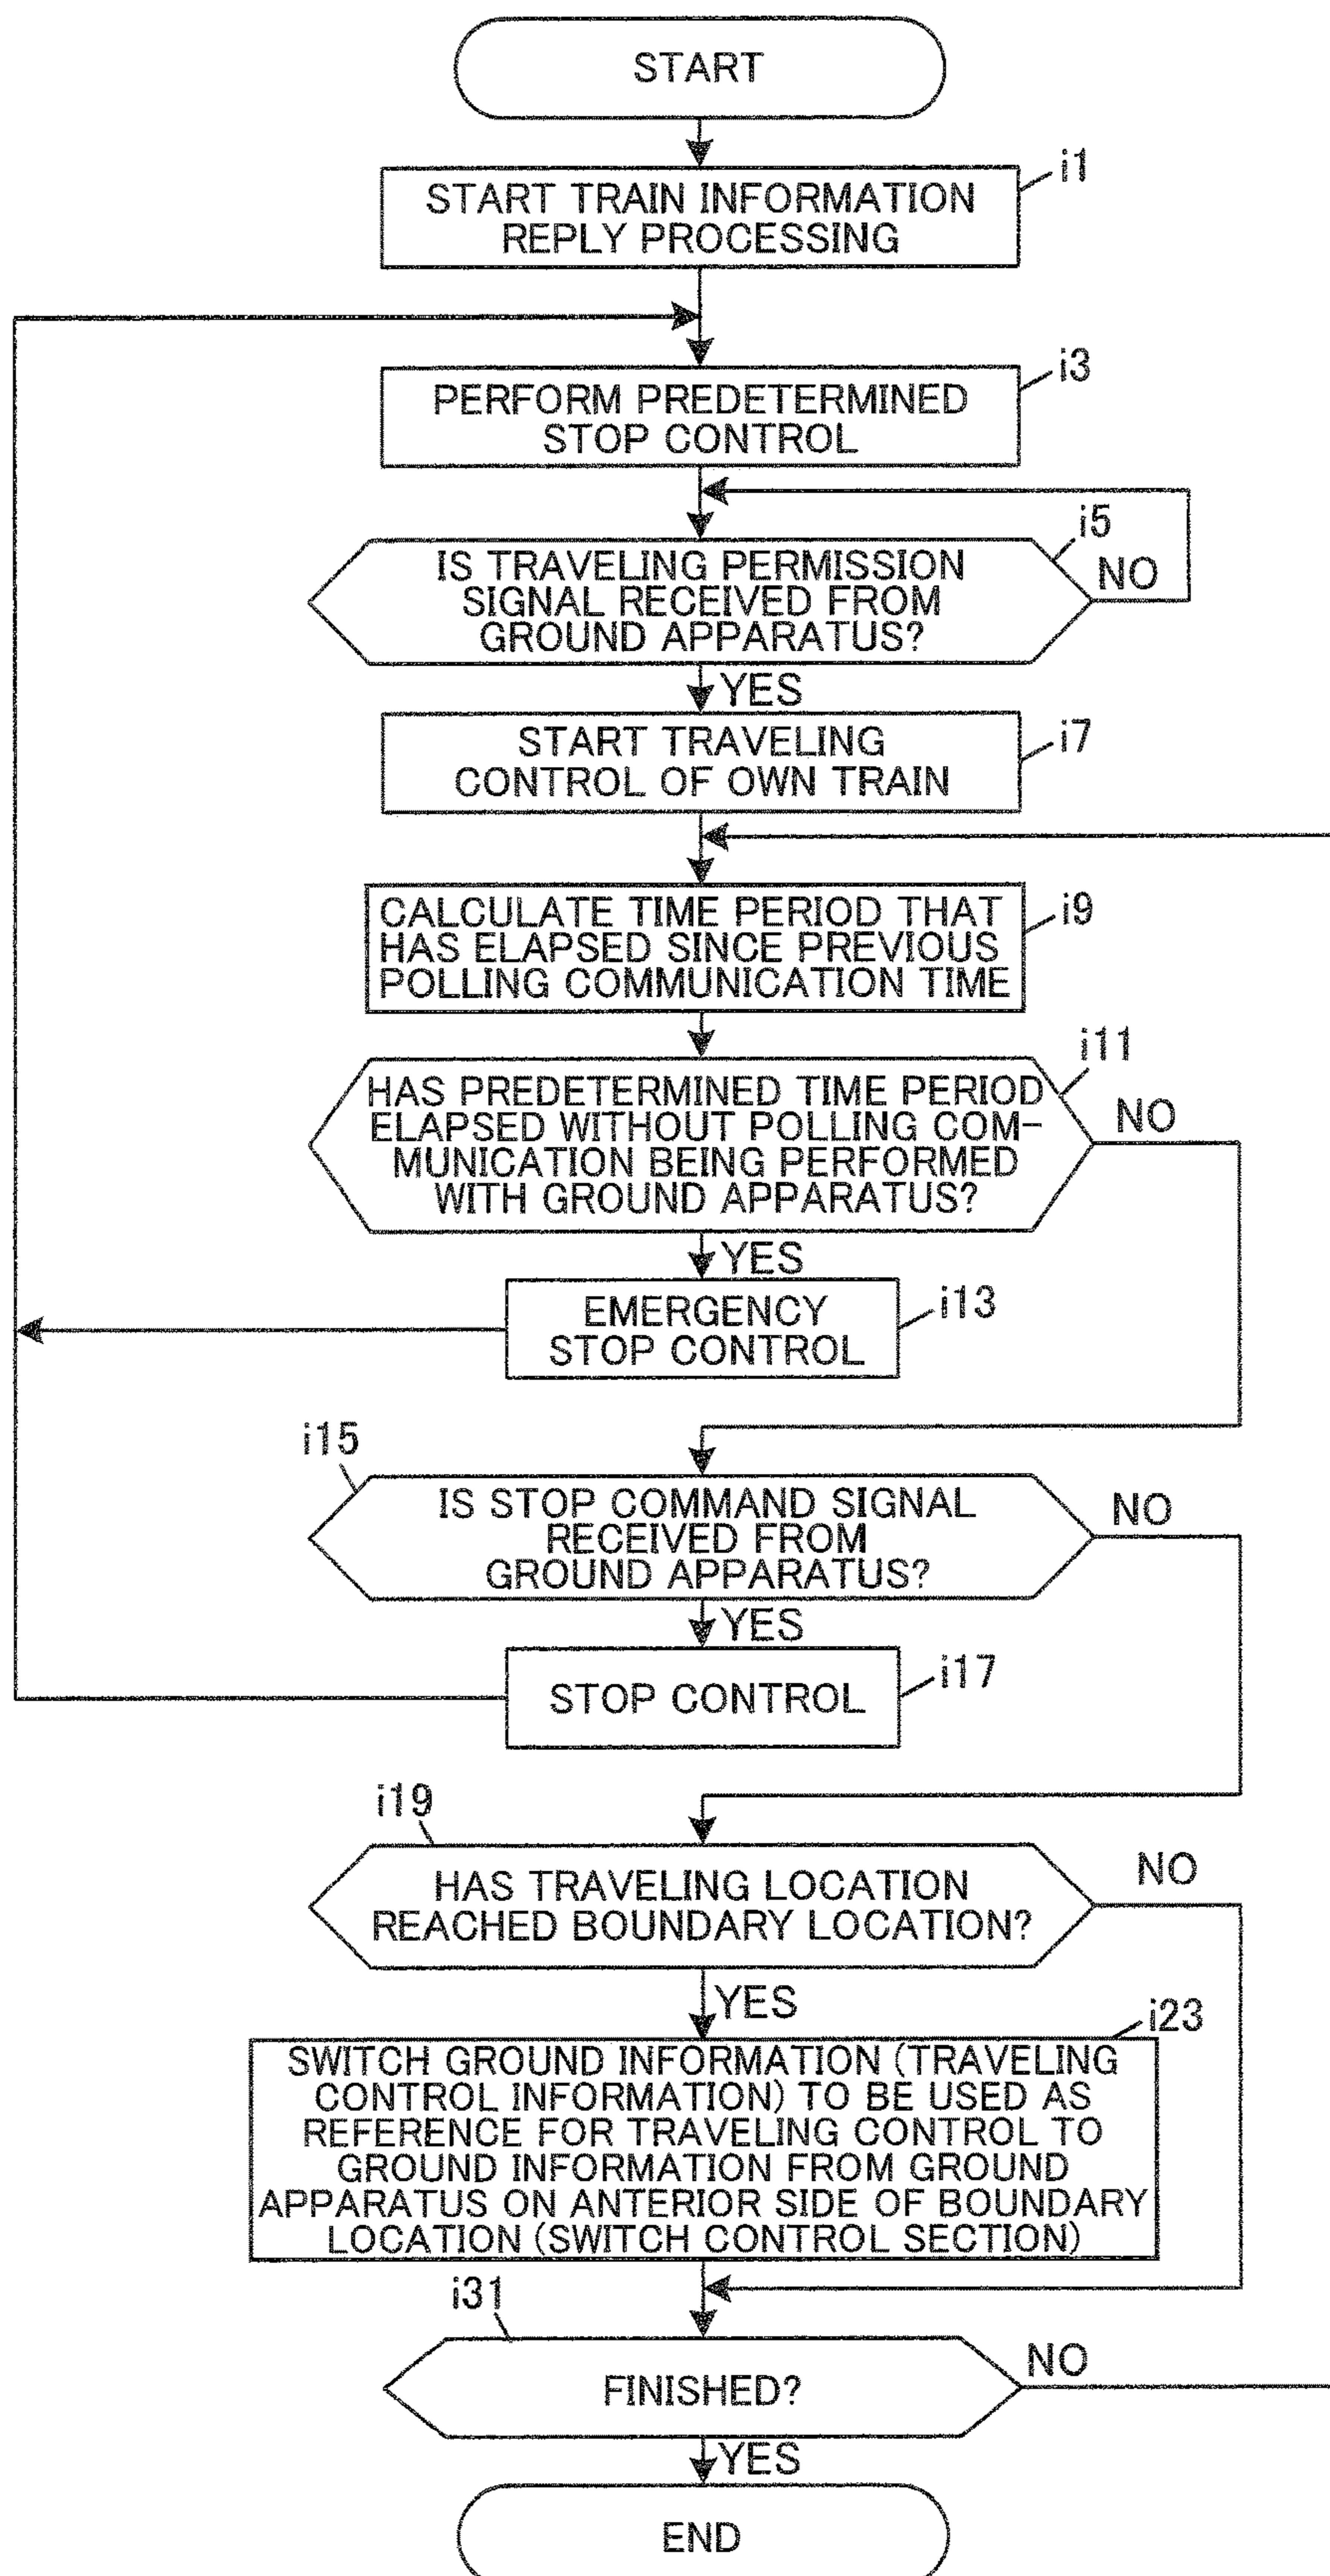 START
i1
START TRAIN INFORMATION
REPLY PROCESSING
i3
PERFORM PREDETERMINED
STOP CONTROL
i5
IS TRAVELING PERMISSION
SIGNAL RECEIVED FROM
GROUND APPARATUS?
NO
YES
i7
START TRAVELING
CONTROL OF OWN TRAIN
i9
CALCULATE TIME PERIOD THAT
HAS ELAPSED SINCE PREVIOUS
POLLING COMMUNICATION TIME
i11
HAS PREDETERMINED TIME PERIOD
ELAPSED WITHOUT POLLING COM-
MUNICATION BEING PERFORMED
WITH GROUND APPARATUS?
NO
YES
i13
EMERGENCY
STOP CONTROL
i15
IS STOP COMMAND SIGNAL
RECEIVED FROM
GROUND APPARATUS?
NO
YES
i17
STOP CONTROL
i19
HAS TRAVELING LOCATION
REACHED BOUNDARY LOCATION?
NO
YES
i23
SWITCH GROUND INFORMATION (TRAVELING
CONTROL INFORMATION) TO BE USED AS
REFERENCE FOR TRAVELING CONTROL TO
GROUND INFORMATION FROM GROUND
APPARATUS ON ANTERIOR SIDE OF BOUNDARY
LOCATION (SWITCH CONTROL SECTION)
i31
FINISHED?
NO
YES
END